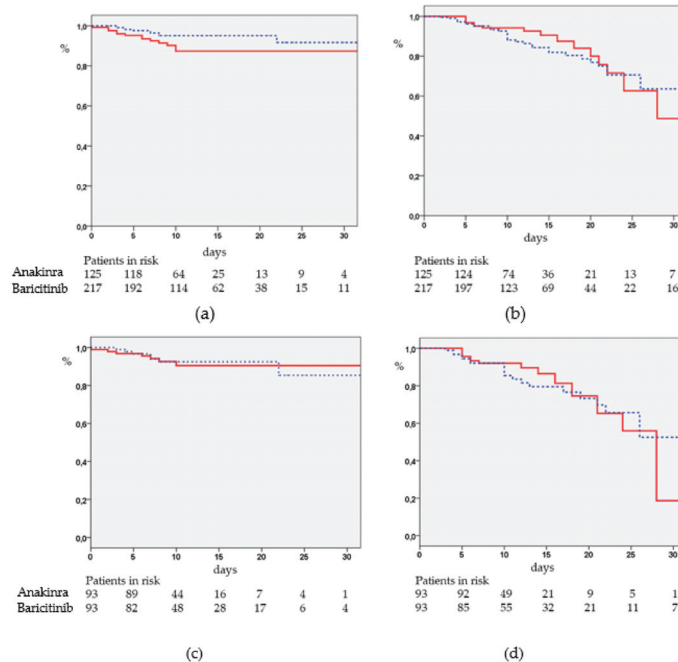 1,0
0,8
0,6
0,4
0,2
0,0
%
0 5 10 15 20 25 30
days
Patients in risk
Anakinra 125 118 64 25 13 9 4
Baricitinib 217 192 114 62 38 15 11
(a)
1,0
0,8
0,6
0,4
0,2
0,0
%
0 5 10 15 20 25 30
days
Patients in risk
125 124 74 36 21 13 7
217 197 123 69 44 22 16
(b)
1,0
0,8
0,6
0,4
0,2
0,0
%
0 5 10 15 20 25 30
days
Patients in risk
Anakinra 93 89 44 16 7 4 1
Baricitinib 93 82 48 28 17 6 4
(c)
1,0
0,8
0,6
0,4
0,2
0,0
%
0 5 10 15 20 25 30
days
Patients in risk
93 92 49 21 9 5 1
93 85 55 32 21 11 7
(d)